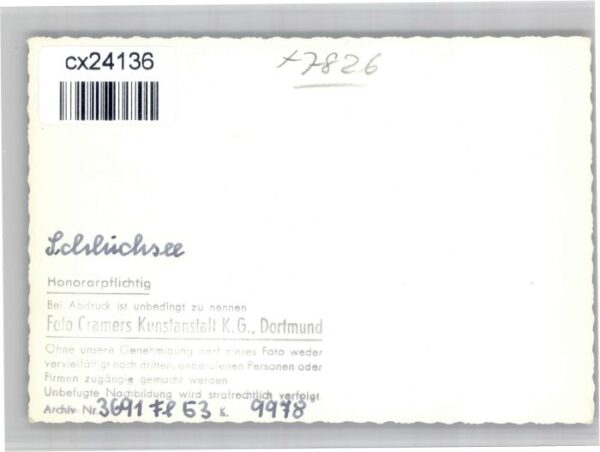 cx24136
+7826
Schluchsee
Honorarpflichtig
Bei Abdruck ist unbedingt zu nennen
Foto Cramers Kunstanstalt K.G., Dortmund
Ohne unsere Genehmigung darf dieses Foto weder
vervielfältigt noch dritten, unberufenen Personen oder
Firmen zugängig gemacht werden.
Unbefugte Nachbildung wird strafrechtlich verfolgt.
Archiv Nr. 3691 Fl 53 K. 9978